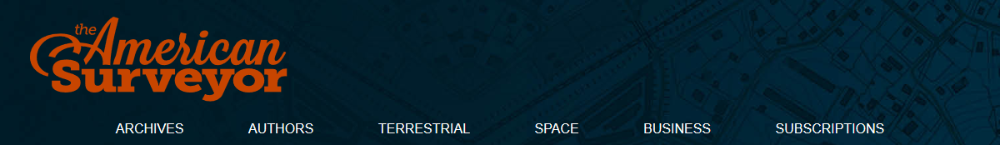 the American
Surveyor
ARCHIVES AUTHORS TERRESTRIAL SPACE BUSINESS SUBSCRIPTIONS